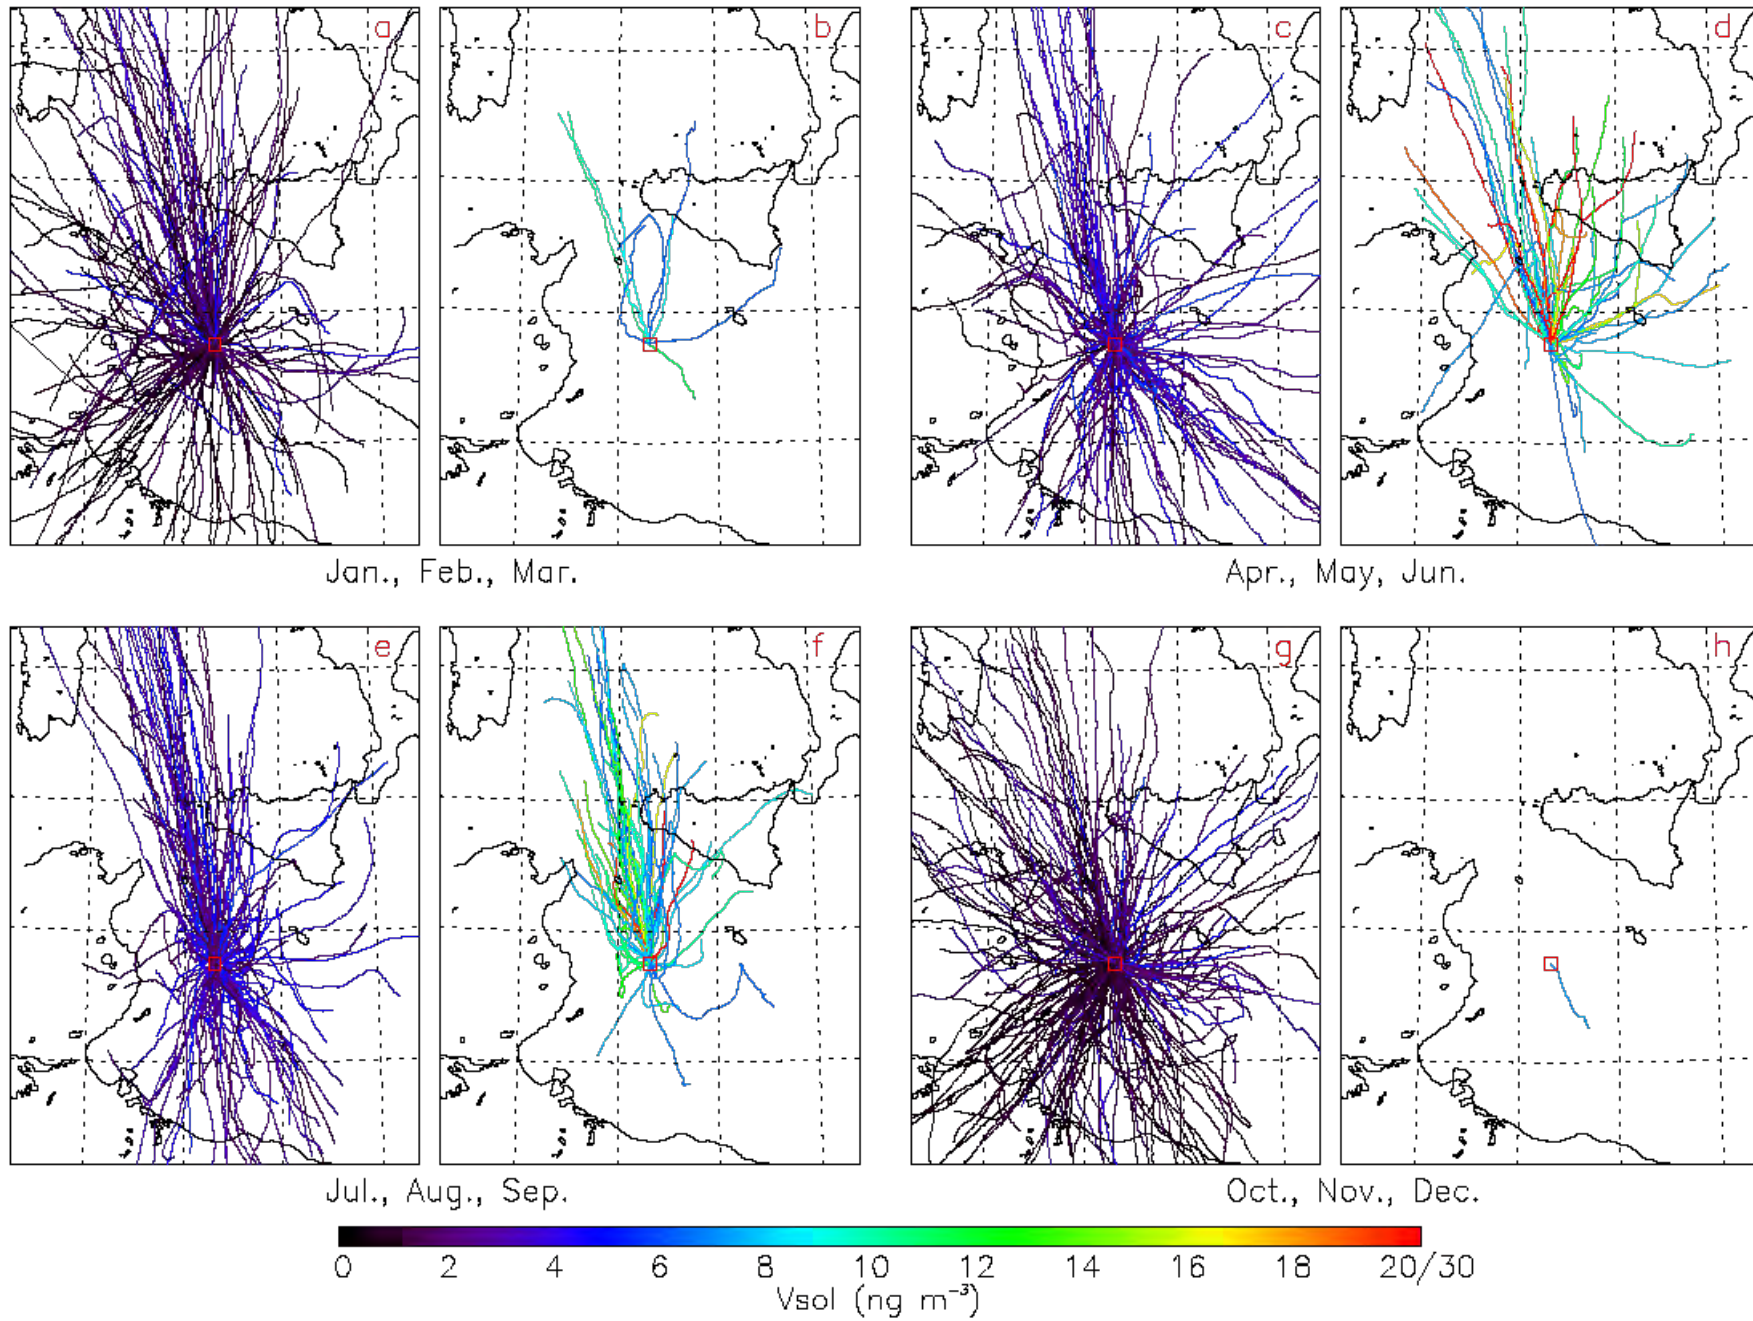 a b c d
Jan., Feb., Mar. Apr., May, Jun.
e f g h
Jul., Aug., Sep. Oct., Nov., Dec.
0 2 4 6 8 10 12 14 16 18 20/30
Vsol (ng m⁻³)